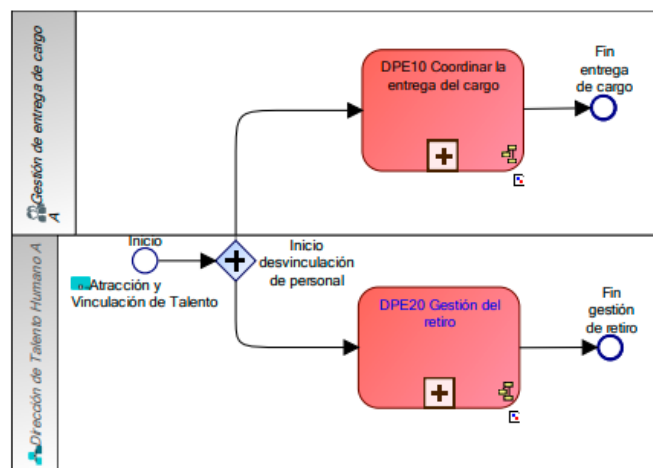 Gestión de entrega de cargo
A
DPE10 Coordinar la
entrega del cargo
Fin
entrega
de cargo
Dirección de Talento Humano A
Inicio
Atracción y
Vinculación de Talento
Inicio
desvinculación
de personal
DPE20 Gestión del
retiro
Fin
gestión
de retiro